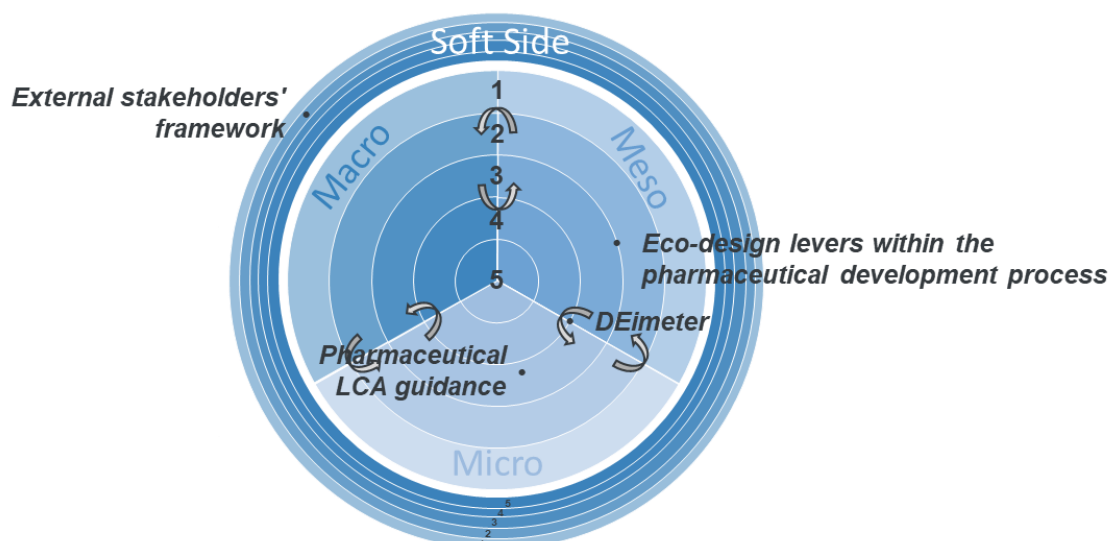 Soft Side
External stakeholders'
framework
Macro
Meso
1
2
3
4
5
Eco-design levers within the
pharmaceutical development process
DEimeter
Pharmaceutical
LCA guidance
Micro
5
4
3
2